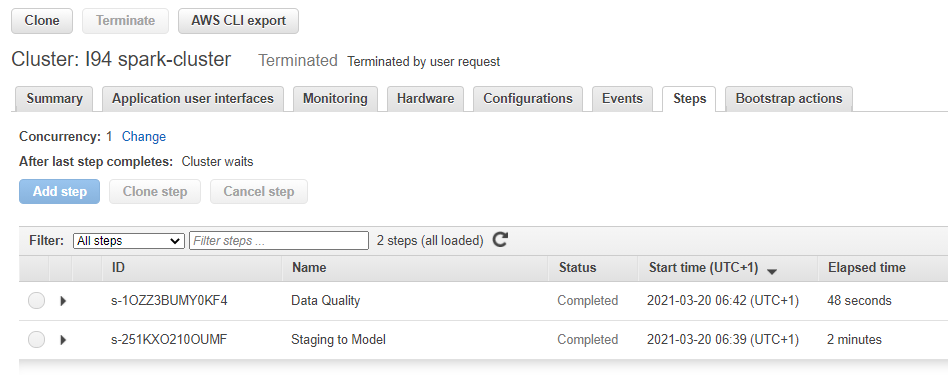 Clone Terminate AWS CLI export
Cluster: I94 spark-cluster Terminated Terminated by user request
Summary Application user interfaces Monitoring Hardware Configurations Events Steps Bootstrap actions
Concurrency: 1 Change
After last step completes: Cluster waits
Add step Clone step Cancel step
Filter: All steps Filter steps ... 2 steps (all loaded)
ID Name Status Start time (UTC+1) Elapsed time
s-1OZZ3BUMY0KF4 Data Quality Completed 2021-03-20 06:42 (UTC+1) 48 seconds
s-251KXO210OUMF Staging to Model Completed 2021-03-20 06:39 (UTC+1) 2 minutes